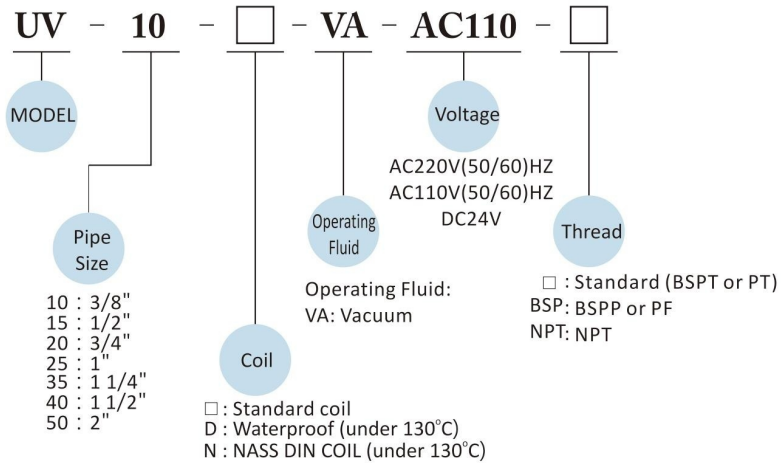 UV - 10 - □ - VA - AC110 - □
MODEL
Pipe
Size
10 : 3/8"
15 : 1/2"
20 : 3/4"
25 : 1"
35 : 1 1/4"
40 : 1 1/2"
50 : 2"
Coil
□ : Standard coil
D : Waterproof (under 130°C)
N : NASS DIN COIL (under 130°C)
Operating
Fluid
Operating Fluid:
VA: Vacuum
Voltage
AC220V(50/60)HZ
AC110V(50/60)HZ
DC24V
Thread
□ : Standard (BSPT or PT)
BSP: BSPP or PF
NPT: NPT